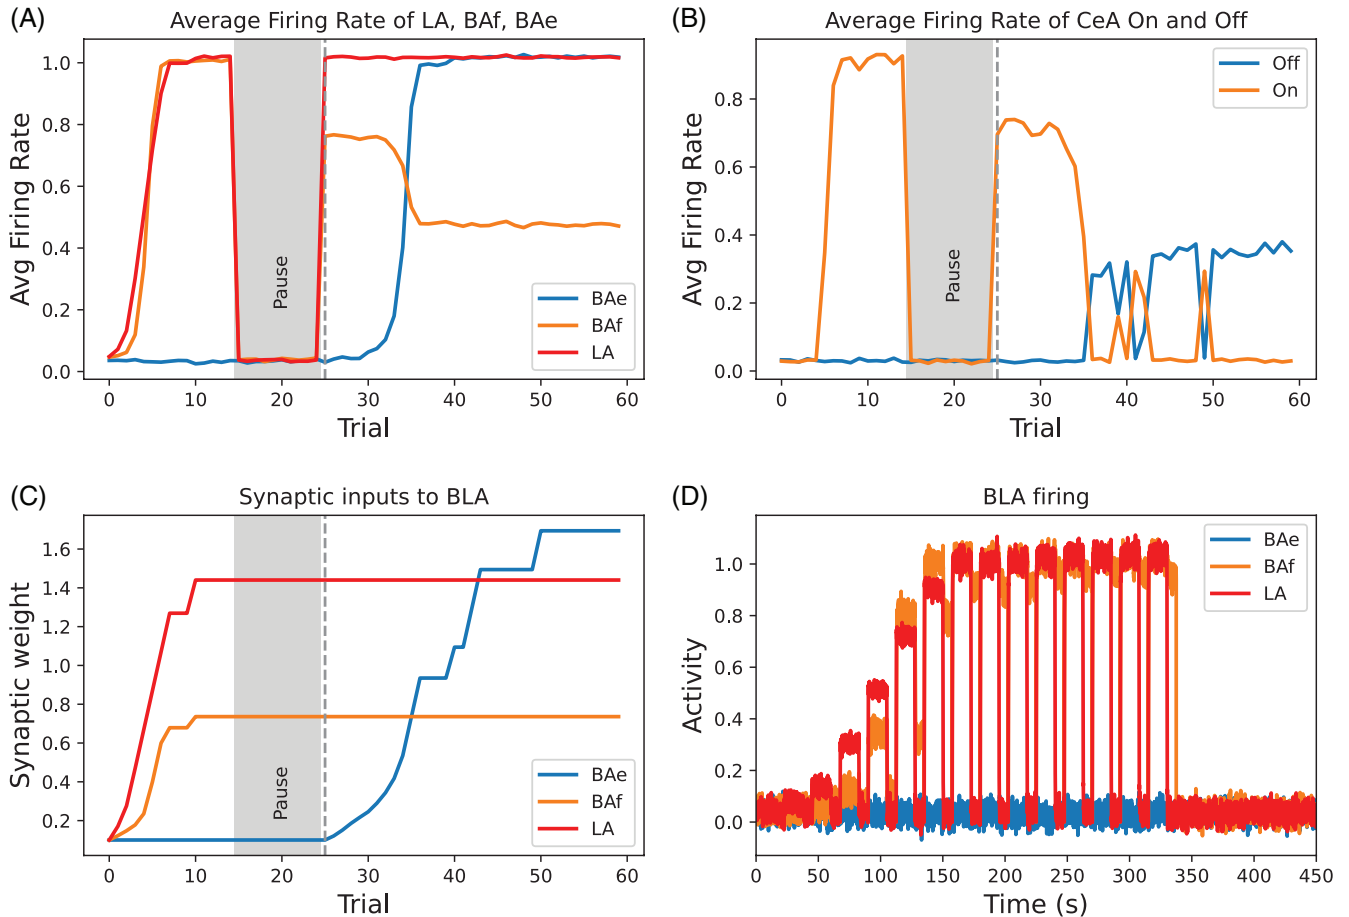 (A)
Average Firing Rate of LA, BAf, BAe
Avg Firing Rate
1.0
0.8
0.6
0.4
0.2
0.0
Pause
BAe
BAf
LA
0 10 20 30 40 50 60
Trial
(B)
Average Firing Rate of CeA On and Off
Avg Firing Rate
0.8
0.6
0.4
0.2
0.0
Pause
Off
On
0 10 20 30 40 50 60
Trial
(C)
Synaptic inputs to BLA
Synaptic weight
1.6
1.4
1.2
1.0
0.8
0.6
0.4
0.2
Pause
BAe
BAf
LA
0 10 20 30 40 50 60
Trial
(D)
BLA firing
Activity
1.0
0.8
0.6
0.4
0.2
0.0
BAe
BAf
LA
0 50 100 150 200 250 300 350 400 450
Time (s)